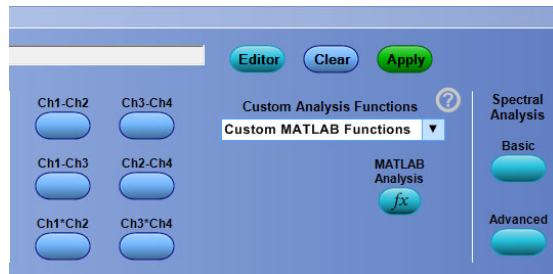 Editor Clear Apply
Ch1-Ch2 Ch3-Ch4
Custom Analysis Functions ?
Spectral
Analysis
Custom MATLAB Functions
Ch1-Ch3 Ch2-Ch4
MATLAB
Analysis
fx
Basic
Ch1*Ch2 Ch3*Ch4
Advanced